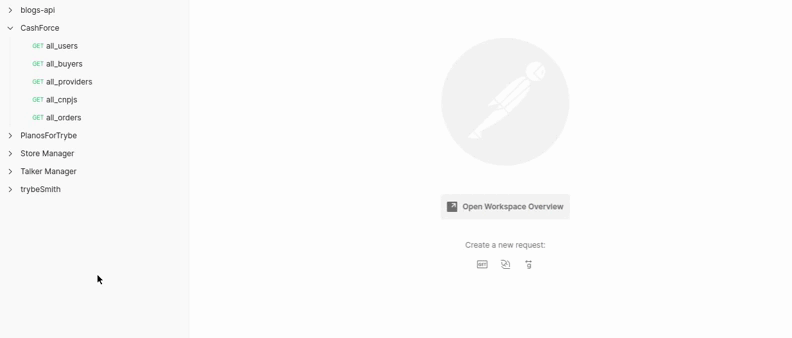 blogs-api
CashForce
GET all_users
GET all_buyers
GET all_providers
GET all_cnpjs
GET all_orders
PlanosForTrybe
Store Manager
Talker Manager
trybeSmith
Open Workspace Overview
Create a new request: